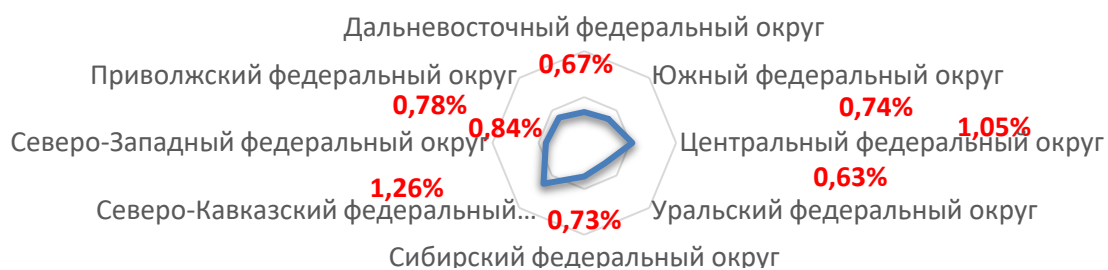 Дальневосточный федеральный округ
0,67%
Приволжский федеральный округ
Южный федеральный округ
0,78%
0,74%
0,84%
1,05%
Северо-Западный федеральный округ
Центральный федеральный округ
1,26%
0,63%
Северо-Кавказский федеральный...
0,73%
Уральский федеральный округ
Сибирский федеральный округ